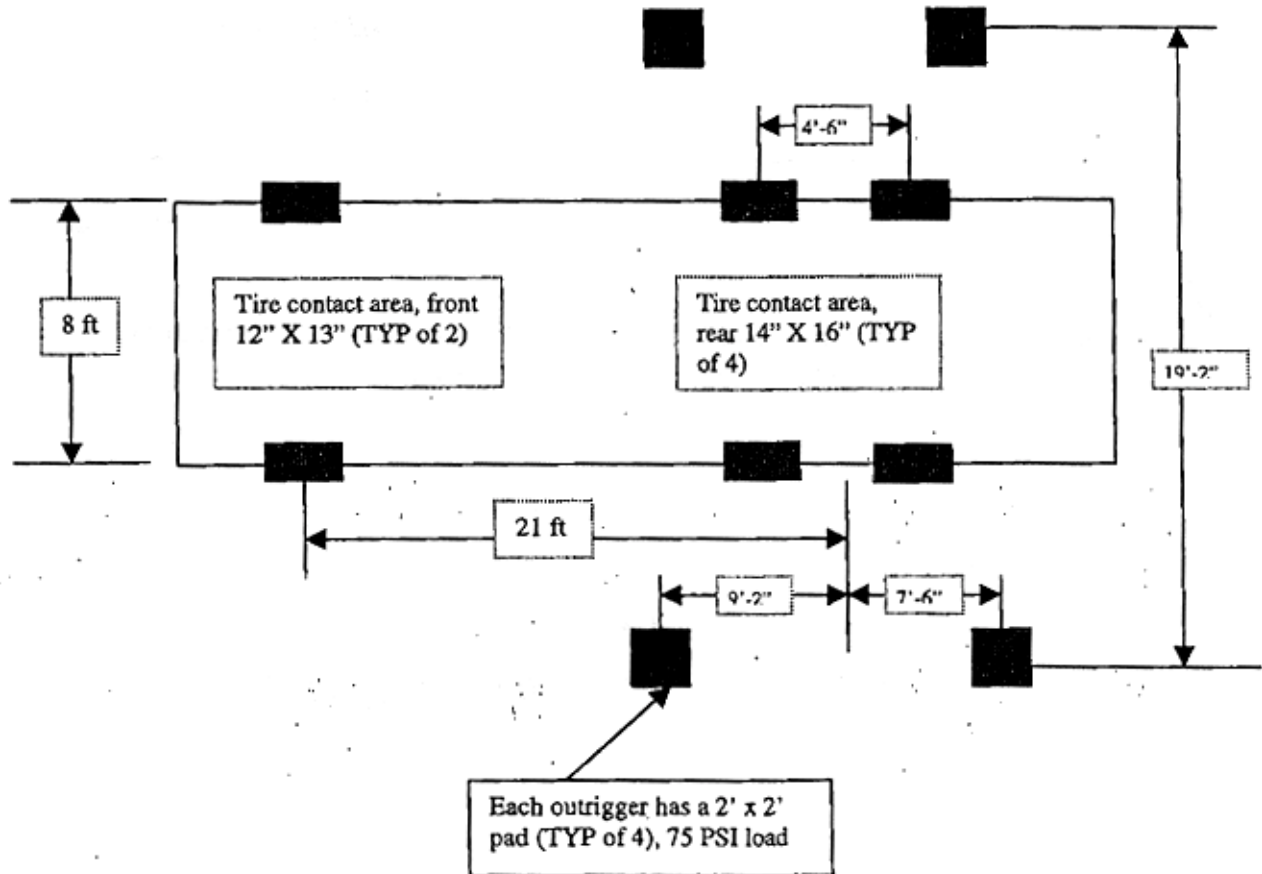 4'-6"
Tire contact area, front
12" X 13" (TYP of 2)
Tire contact area,
rear 14" X 16" (TYP
of 4)
8 ft
19'-2"
21 ft
9'-2"
7'-6"
Each outrigger has a 2' x 2'
pad (TYP of 4), 75 PSI load